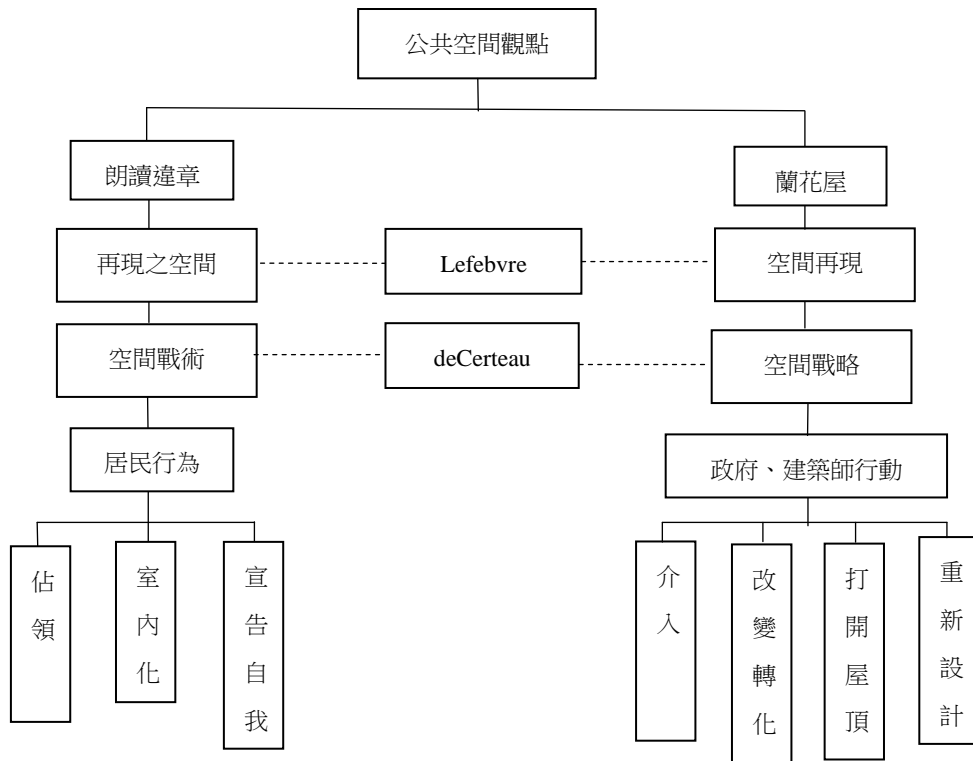 公共空間觀點
朗讀違章
蘭花屋
再現之空間
Lefebvre
空間再現
空間戰術
deCerteau
空間戰略
居民行為
政府、建築師行動
佔領
室內化
宣告自我
介入
改變轉化
打開屋頂
重新設計